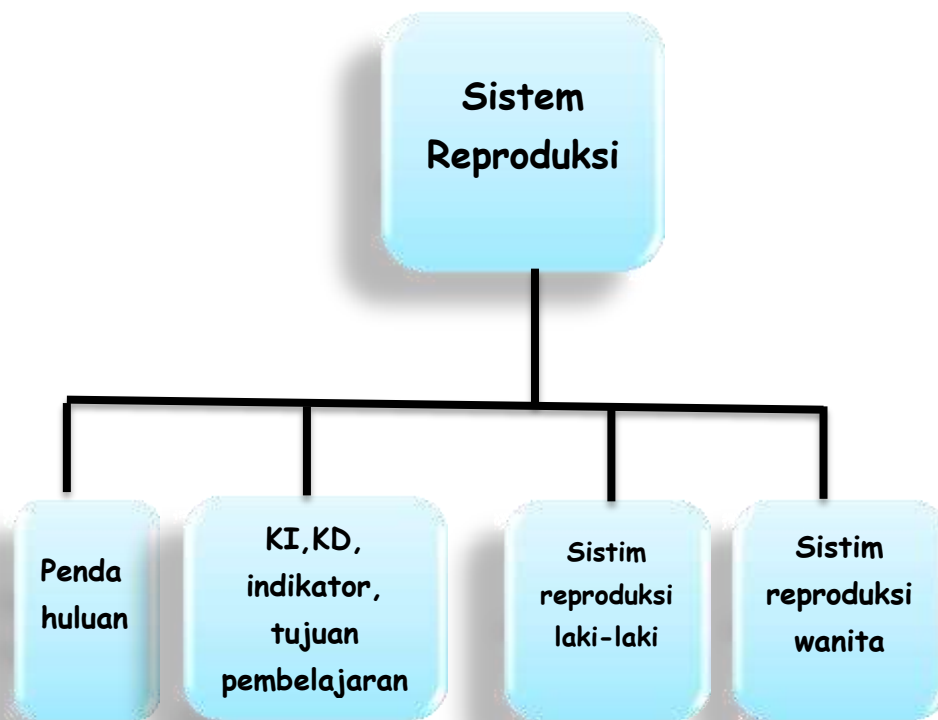 Sistem
Reproduksi
Penda
huluan
KI,KD,
indikator,
tujuan
pembelajaran
Sistim
reproduksi
laki-laki
Sistim
reproduksi
wanita